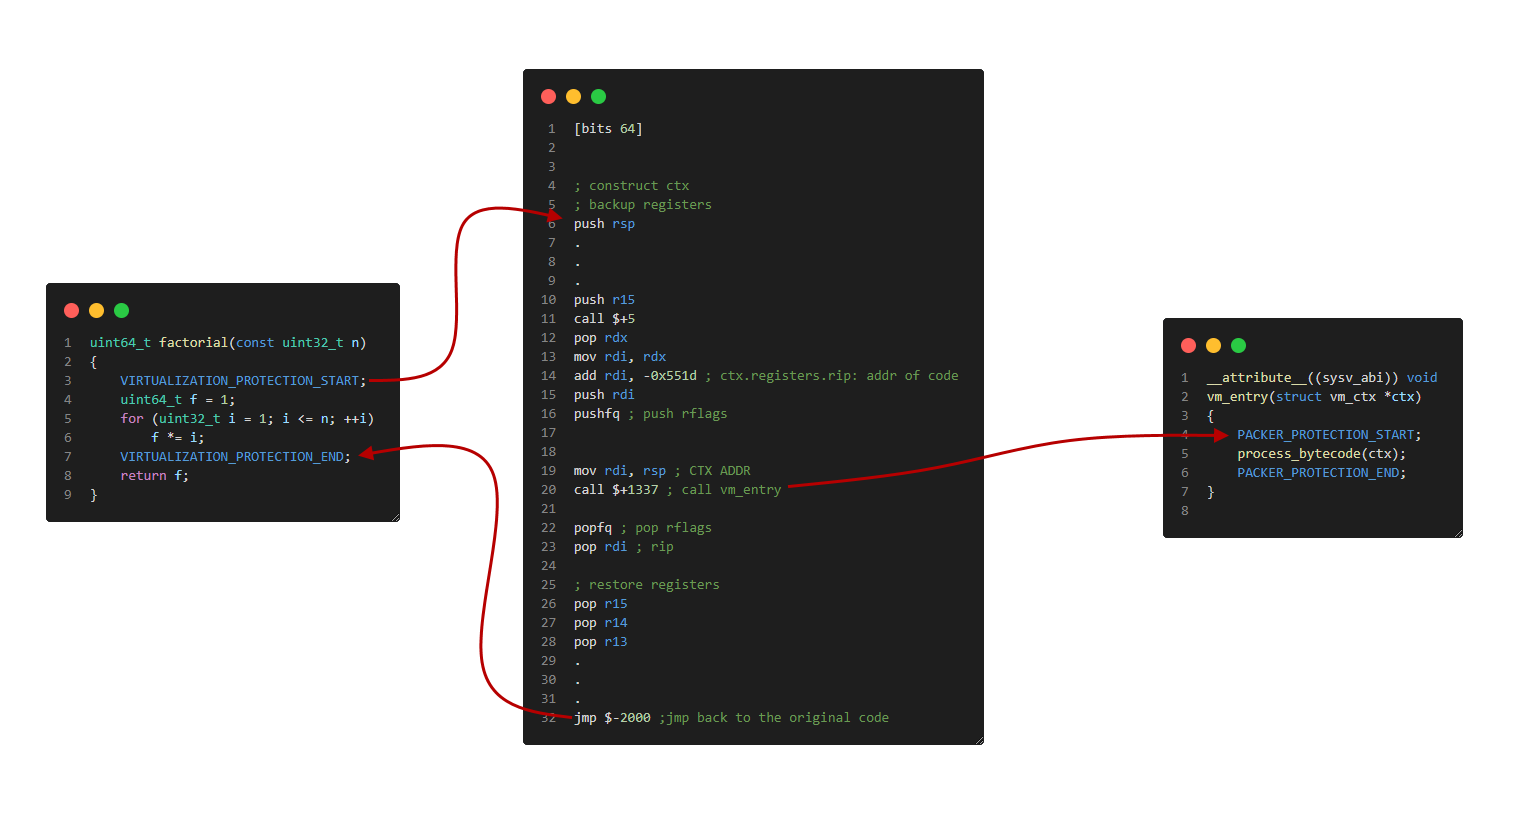 1 uint64_t factorial(const uint32_t n)
2 {
3 VIRTUALIZATION_PROTECTION_START;
4 uint64_t f = 1;
5 for (uint32_t i = 1; i <= n; ++i)
6 f *= i;
7 VIRTUALIZATION_PROTECTION_END;
8 return f;
9 }
1 [bits 64]
2
3
4 ; construct ctx
5 ; backup registers
6 push rsp
7 .
8 .
9 .
10 push r15
11 call $+5
12 pop rdx
13 mov rdi, rdx
14 add rdi, -0x551d ; ctx.registers.rip: addr of code
15 push rdi
16 pushfq ; push rflags
17
18
19 mov rdi, rsp ; CTX ADDR
20 call $+1337 ; call vm_entry
21
22 popfq ; pop rflags
23 pop rdi ; rip
24
25 ; restore registers
26 pop r15
27 pop r14
28 pop r13
29 .
30 .
31 .
32 jmp $-2000 ;jmp back to the original code
1 __attribute__((sysv_abi)) void
2 vm_entry(struct vm_ctx *ctx)
3 {
4 PACKER_PROTECTION_START;
5 process_bytecode(ctx);
6 PACKER_PROTECTION_END;
7 }
8